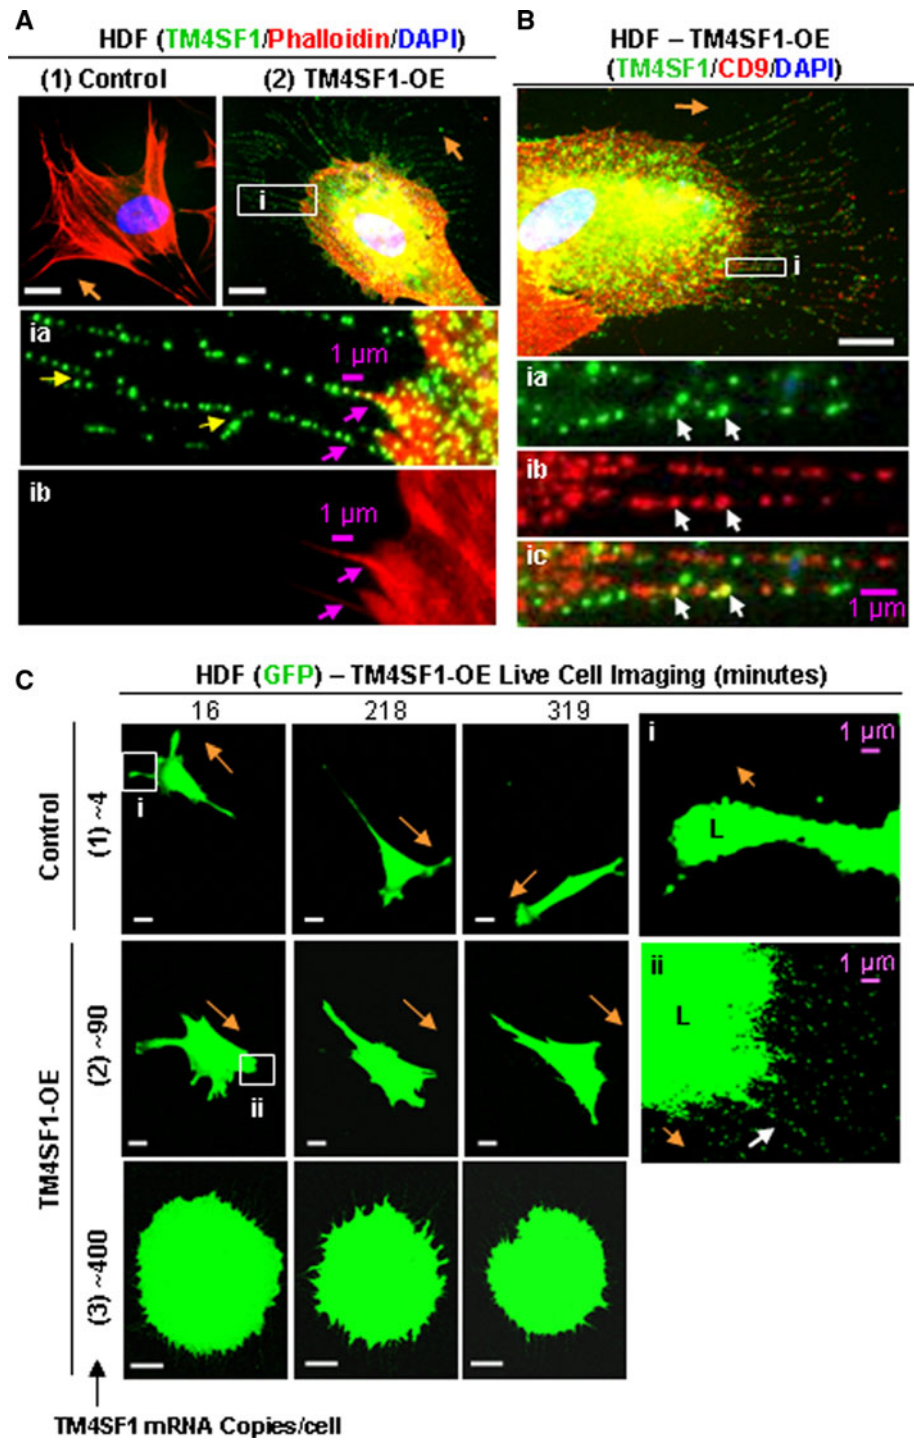 A
HDF (TM4SF1/Phalloidin/DAPI)
(1) Control
(2) TM4SF1-OE
i
ia
1 µm
ib
1 µm
B
HDF – TM4SF1-OE
(TM4SF1/CD9/DAPI)
i
ia
ib
ic
1 µm
C
HDF (GFP) – TM4SF1-OE Live Cell Imaging (minutes)
16
218
319
Control
(1) ~4
i
i
1 µm
L
TM4SF1-OE
(2) ~90
ii
ii
1 µm
L
(3) ~400
TM4SF1 mRNA Copies/cell